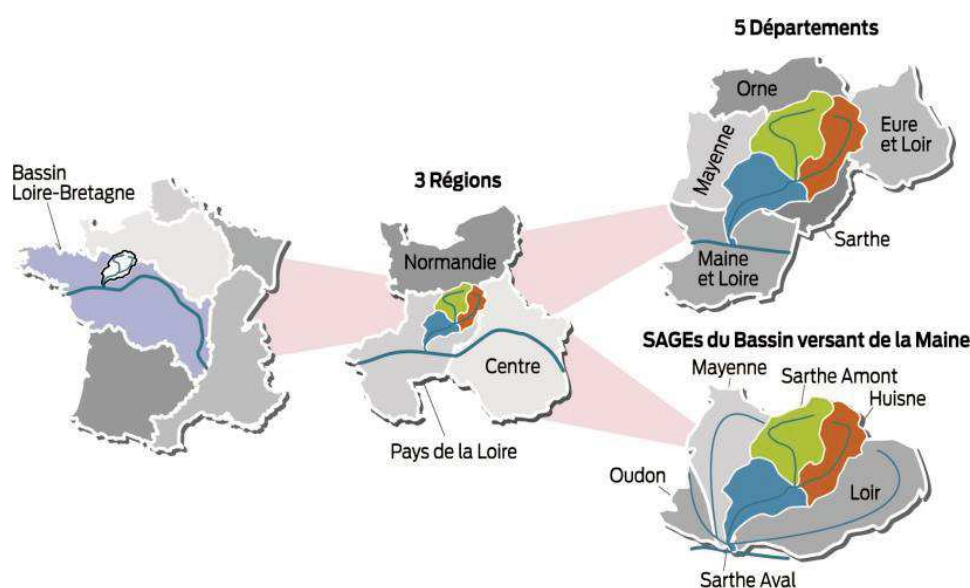 5 Départements
Orne
Mayenne
Eure
et Loir
Sarthe
Maine
et Loire
Bassin
Loire-Bretagne
3 Régions
Normandie
Centre
Pays de la Loire
SAGEs du Bassin versant de la Maine
Mayenne
Sarthe Amont
Huisne
Oudon
Loir
Sarthe Aval